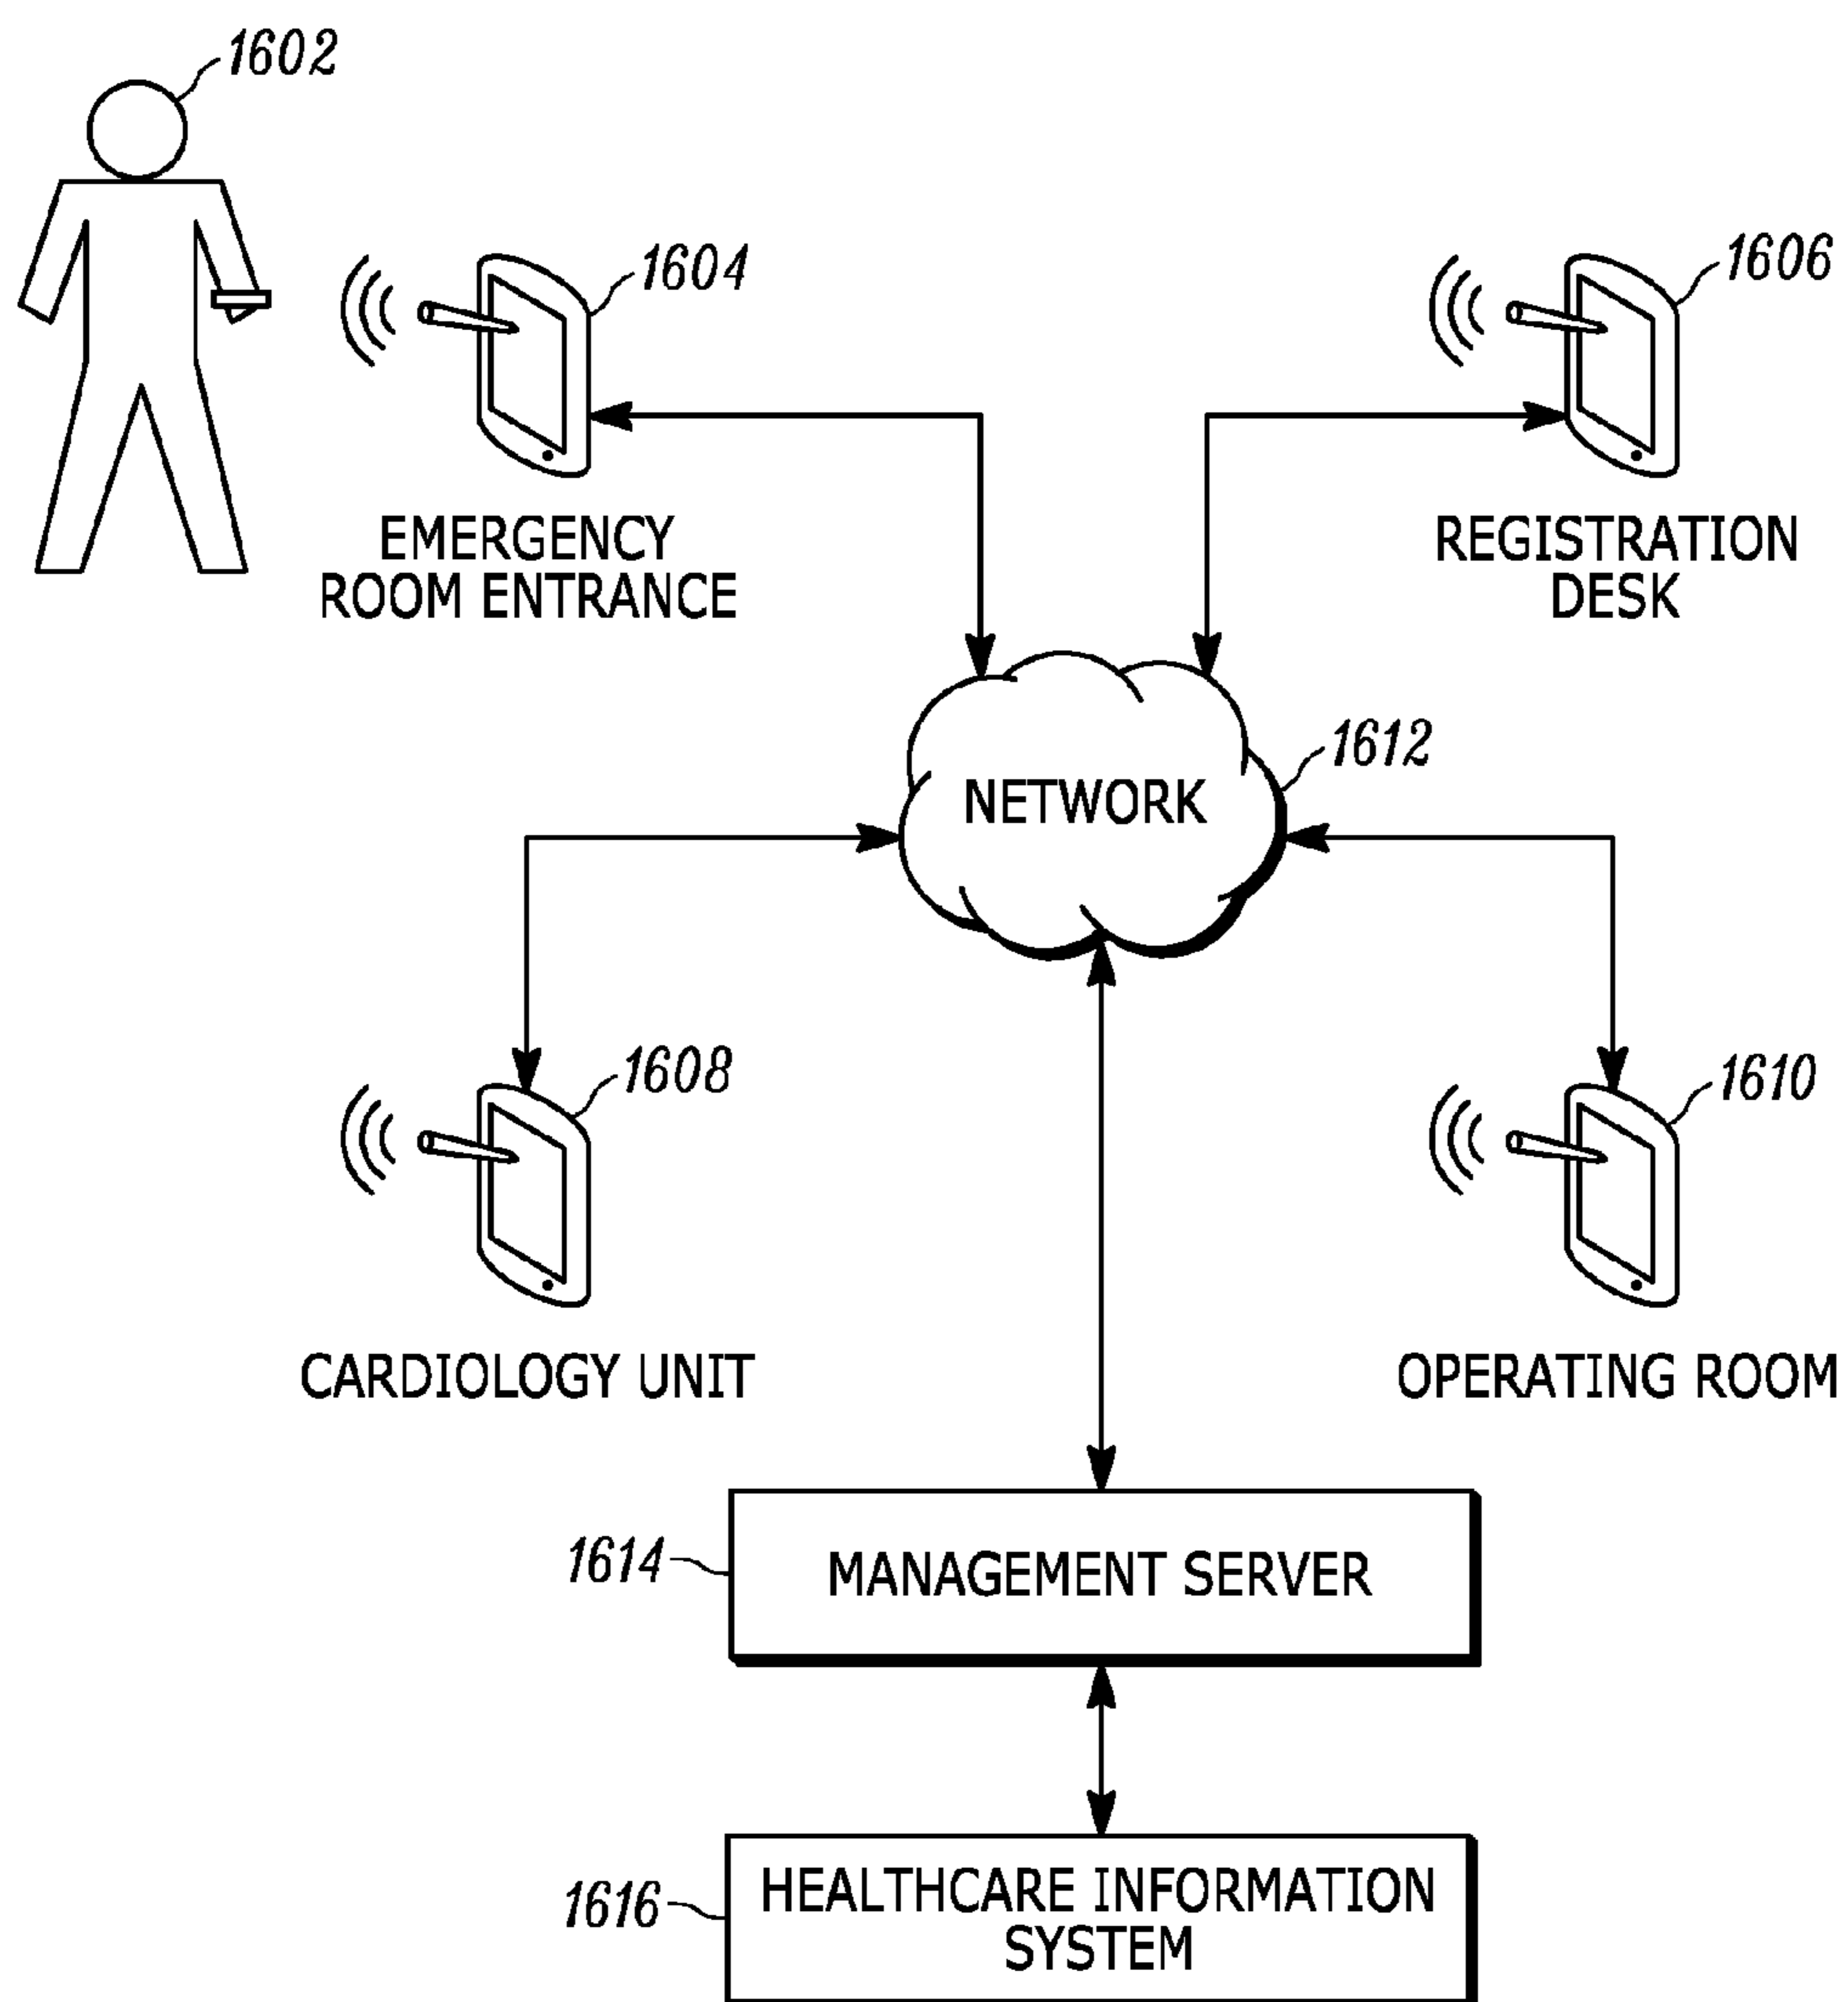 1602
1604
1606
EMERGENCY
ROOM ENTRANCE
REGISTRATION
DESK
NETWORK
1612
1608
1610
CARDIOLOGY UNIT
OPERATING ROOM
1614
MANAGEMENT SERVER
1616
HEALTHCARE INFORMATION
SYSTEM